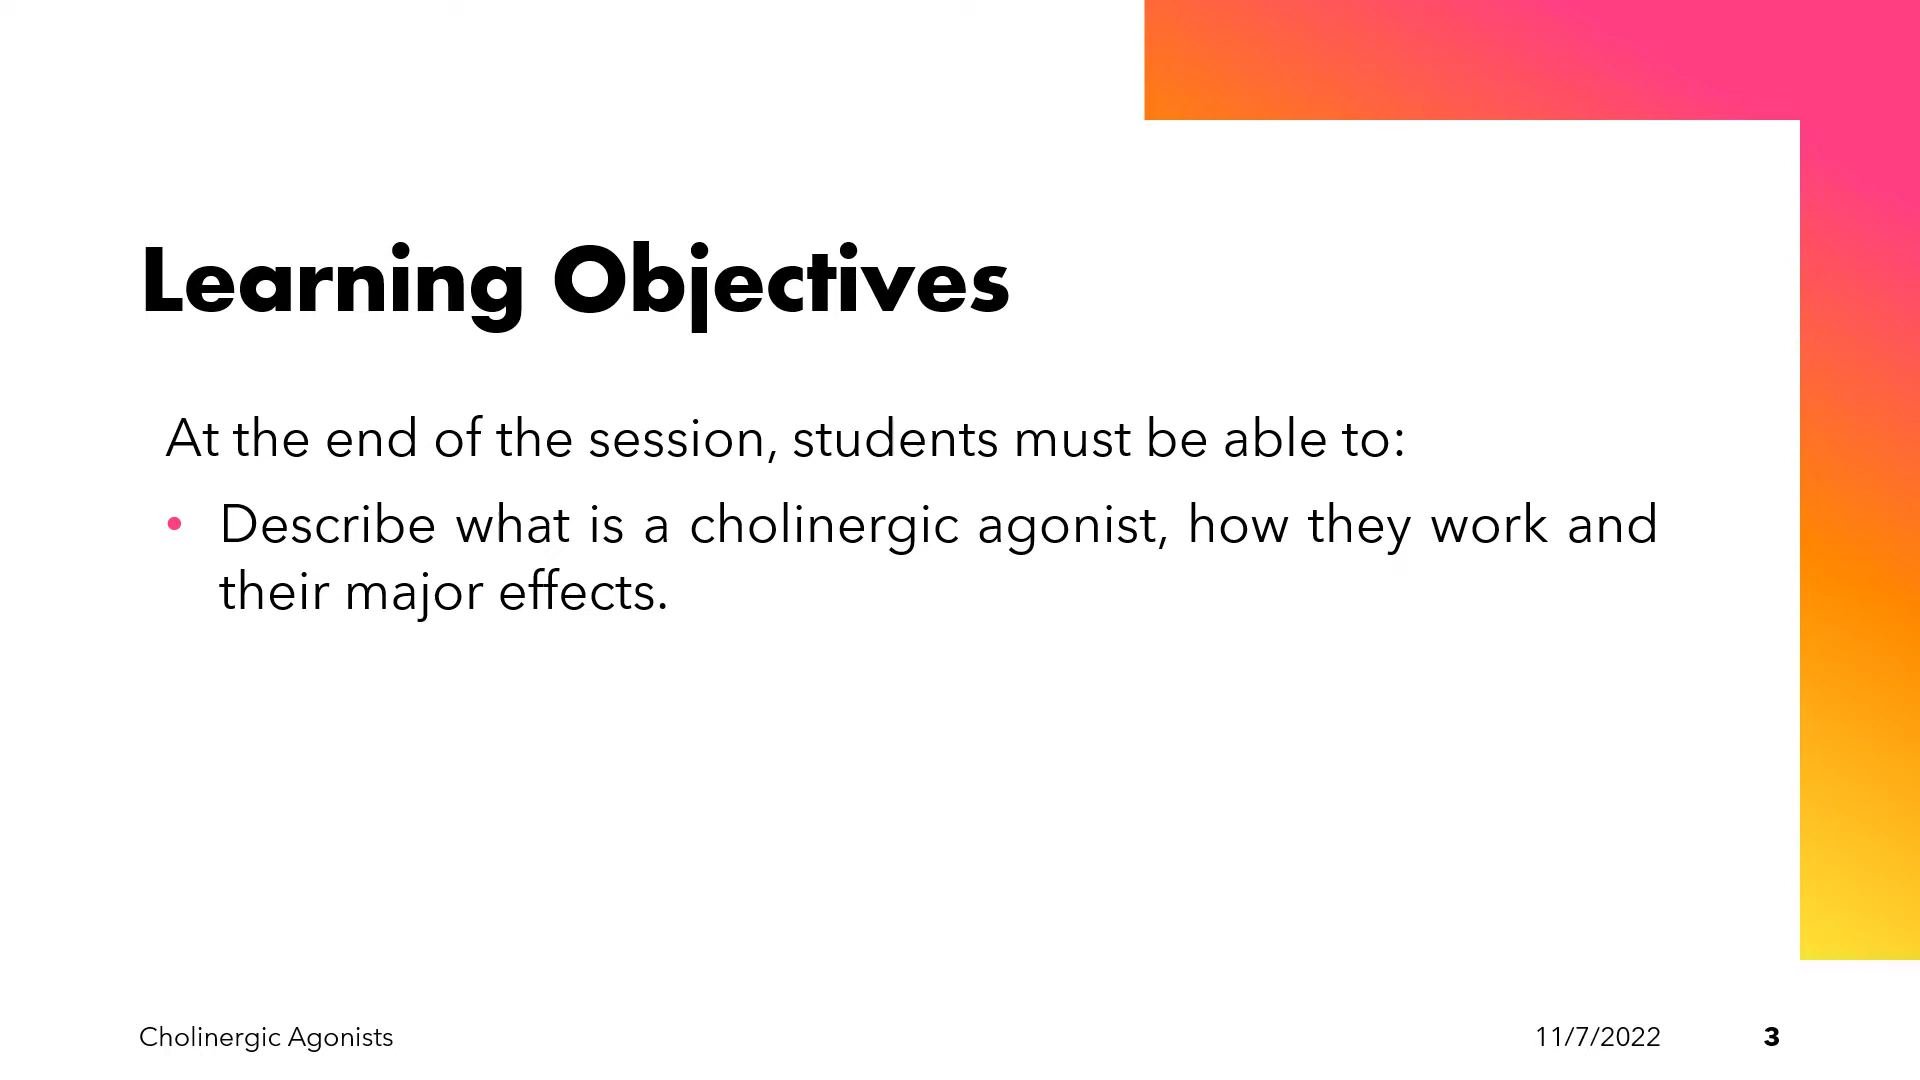 Learning Objectives
At the end of the session, students must be able to:
• Describe what is a cholinergic agonist, how they work and
their major effects.
Cholinergic Agonists
11/7/2022
3